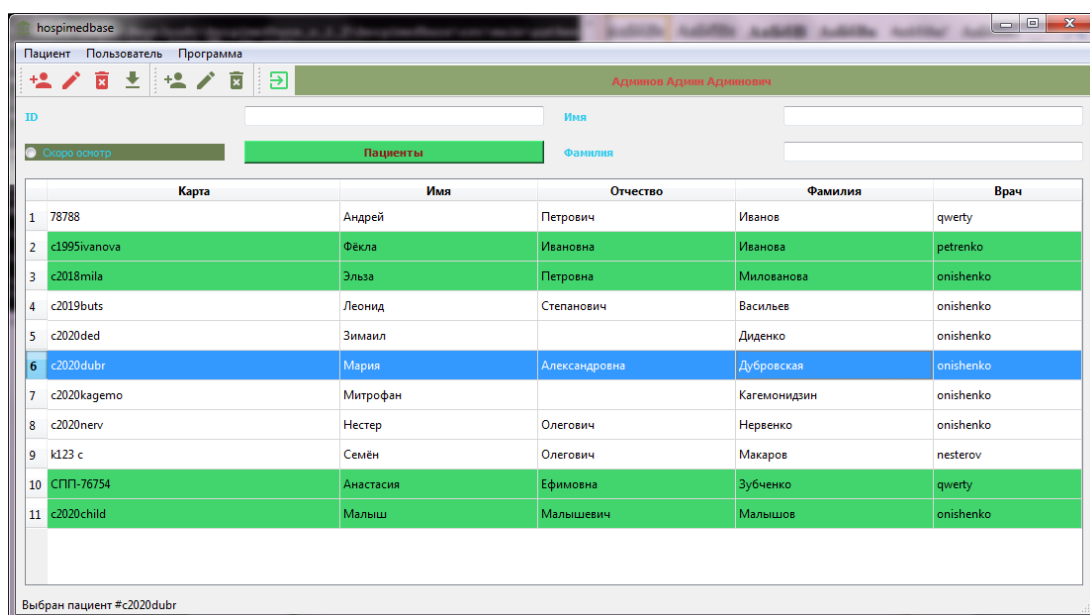 hospimedbase
Пациент Пользователь Программа
Админов Админ Админович
ID Имя
Скоро осмотр Пациенты Фамилия
Карта Имя Отчество Фамилия Врач
1 78788 Андрей Петрович Иванов qwerty
2 c1995ivanova Фёкла Ивановна Иванова petrenko
3 c2018mila Эльза Петровна Милованова onishenko
4 c2019buts Леонид Степанович Васильев onishenko
5 c2020ded Зимаил Диденко onishenko
6 c2020dubr Мария Александровна Дубровская onishenko
7 c2020kagemo Митрофан Кагемонидзин onishenko
8 c2020nerv Нестер Олегович Нервенко onishenko
9 k123 c Семён Олегович Макаров nesterov
10 СПП-76754 Анастасия Ефимовна Зубченко qwerty
11 c2020child Малыш Малышевич Малышов onishenko
Выбран пациент #c2020dubr